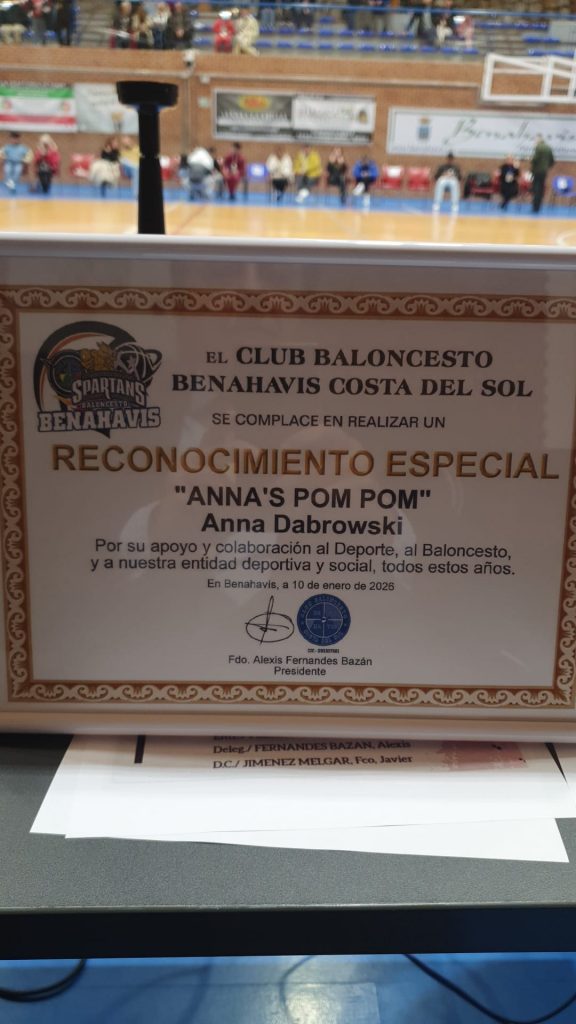 Benahavís
SPARTANS
BALONCESTO
BENAHAVIS
EL CLUB BALONCESTO
BENAHAVIS COSTA DEL SOL
SE COMPLACE EN REALIZAR UN
RECONOCIMIENTO ESPECIAL
"ANNA'S POM POM"
Anna Dabrowski
Por su apoyo y colaboración al Deporte, al Baloncesto,
y a nuestra entidad deportiva y social, todos estos años.
En Benahavís, a 10 de enero de 2026
Fdo. Alexis Fernandes Bazán
Presidente
Deleg./ FERNANDES BAZAN, Alexis
D.C./ JIMENEZ MELGAR, Fco, Javier